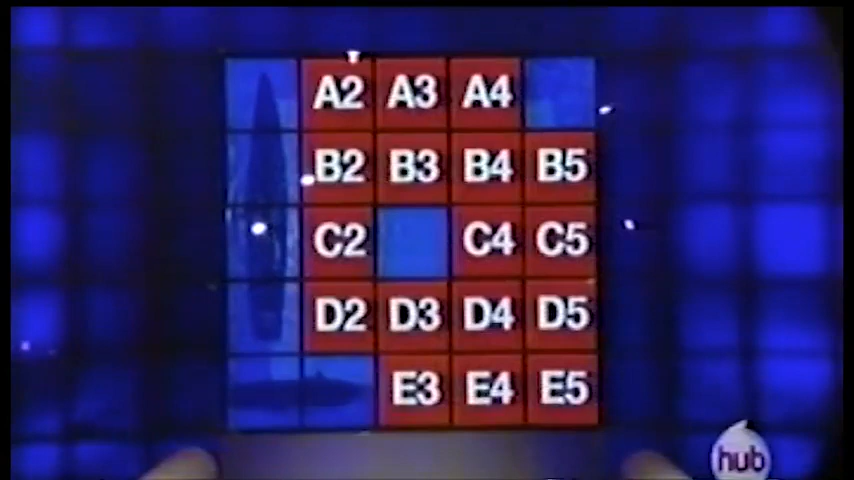 A2 A3 A4
B2 B3 B4 B5
C2 C4 C5
D2 D3 D4 D5
E3 E4 E5
hub